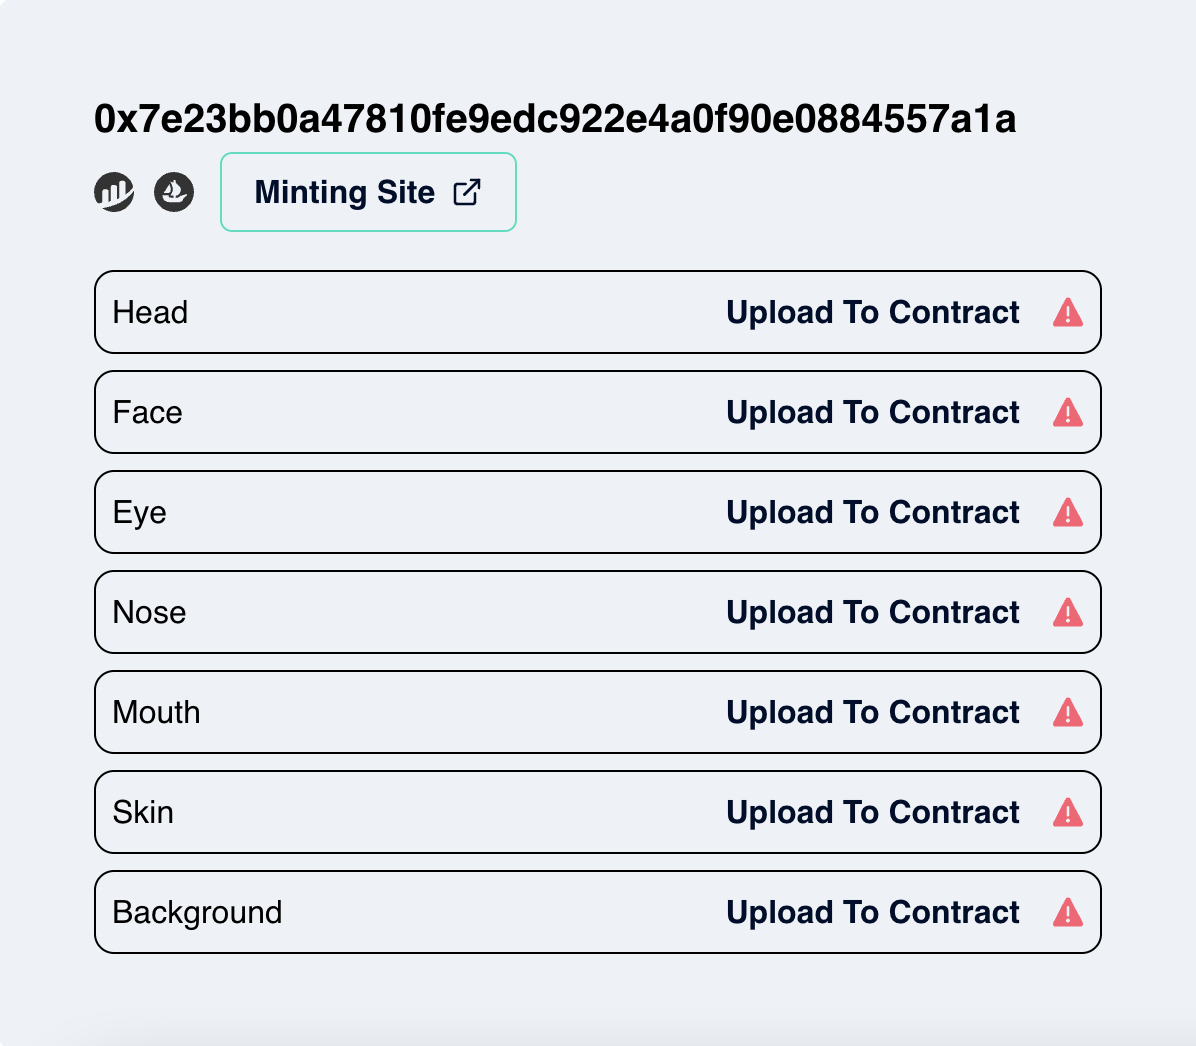 0x7e23bb0a47810fe9edc922e4a0f90e0884557a1a
Minting Site
Head Upload To Contract
Face Upload To Contract
Eye Upload To Contract
Nose Upload To Contract
Mouth Upload To Contract
Skin Upload To Contract
Background Upload To Contract